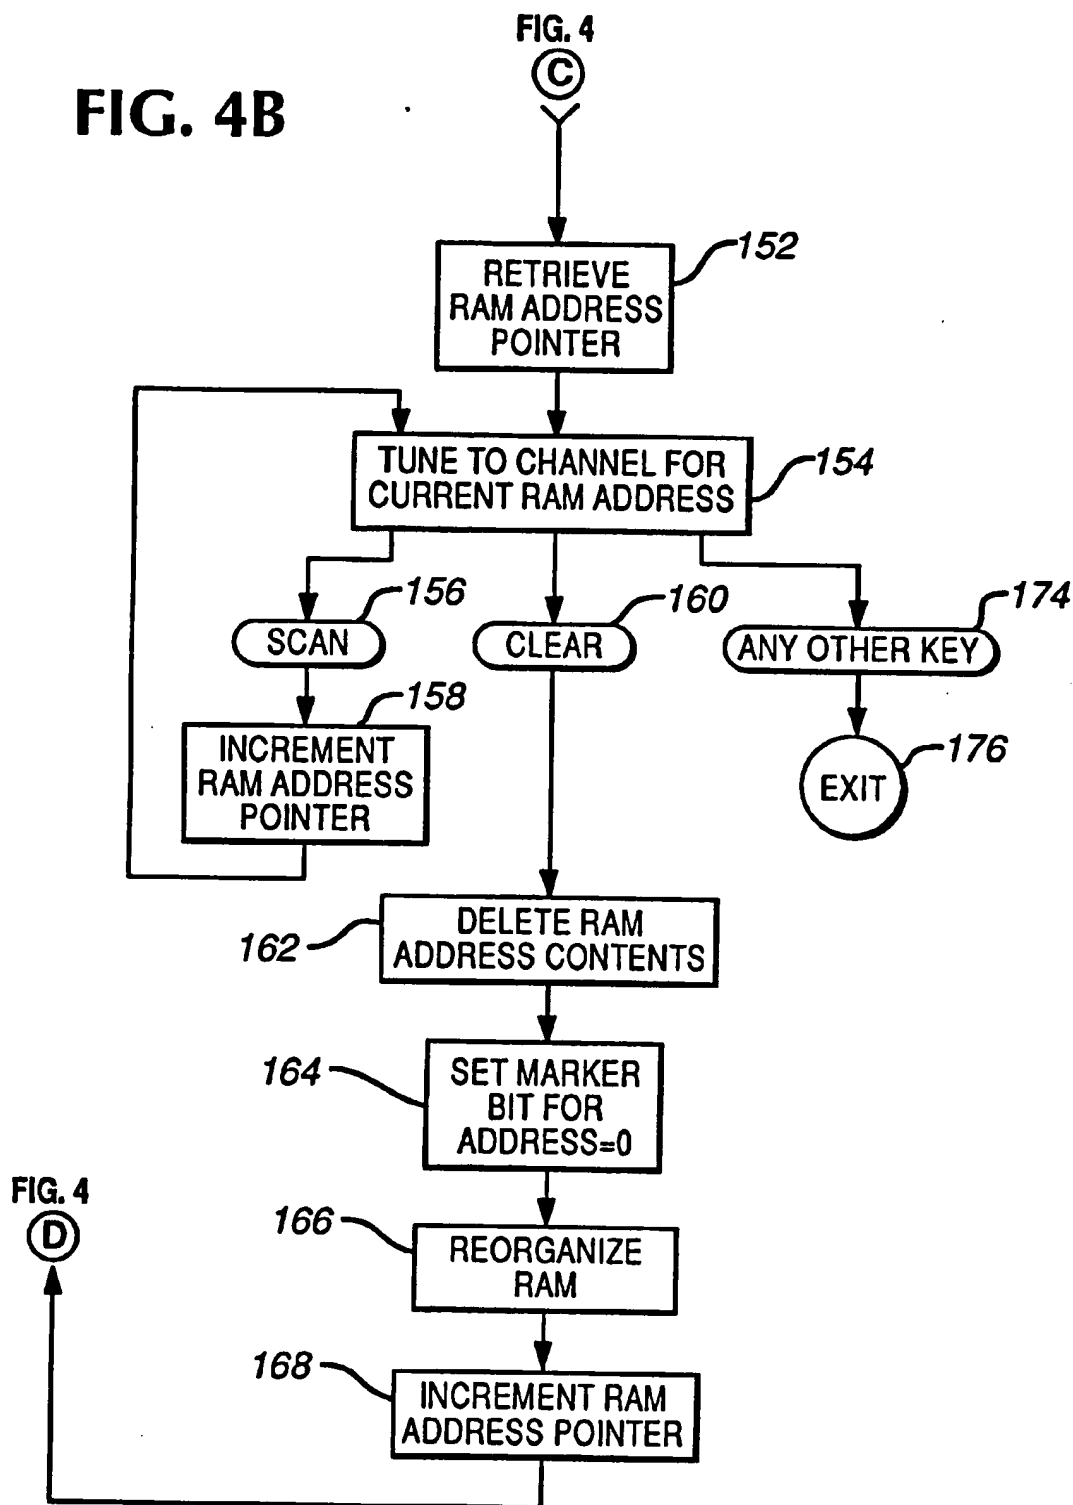 FIG. 4
C
FIG. 4B
152
RETRIEVE
RAM ADDRESS
POINTER
TUNE TO CHANNEL FOR
CURRENT RAM ADDRESS
154
156
SCAN
160
CLEAR
174
ANY OTHER KEY
158
INCREMENT
RAM ADDRESS
POINTER
176
EXIT
162
DELETE RAM
ADDRESS CONTENTS
164
SET MARKER
BIT FOR
ADDRESS=0
FIG. 4
D
166
REORGANIZE
RAM
168
INCREMENT RAM
ADDRESS POINTER